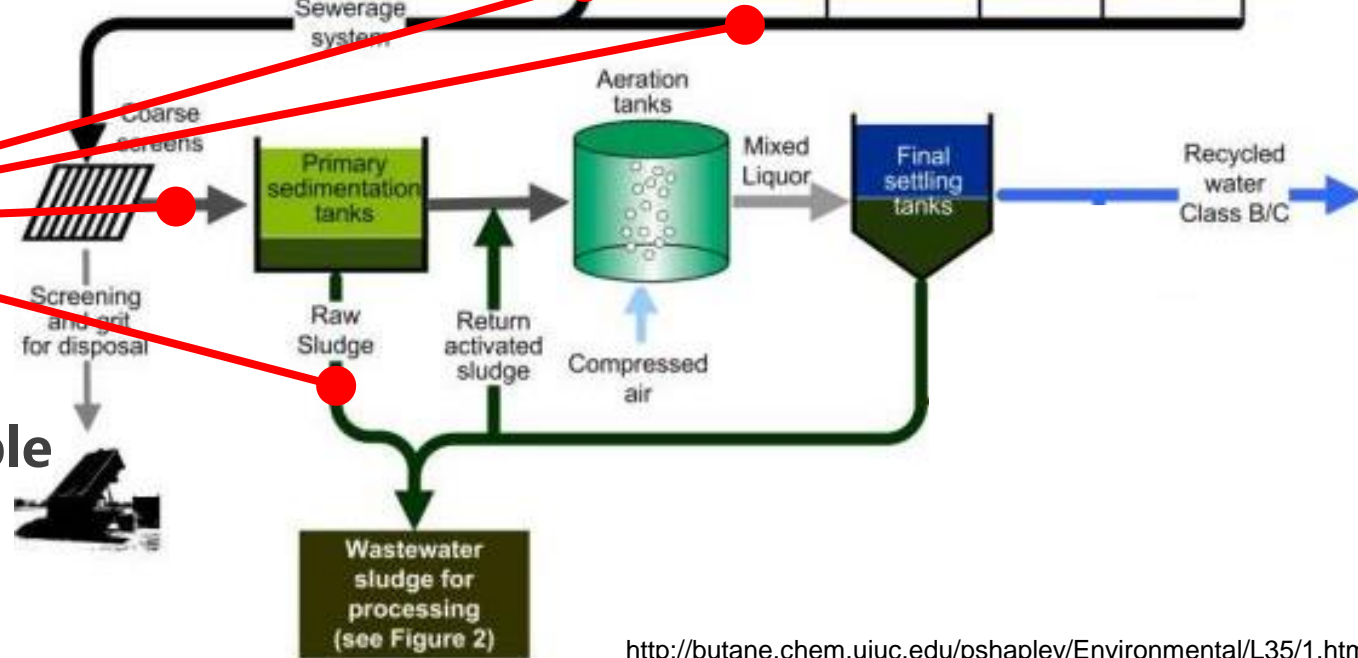 Sewerage
system
Coarse
screens
Primary
sedimentation
tanks
Aeration
tanks
Mixed
Liquor
Final
settling
tanks
Recycled
water
Class B/C
Screening
and grit
for disposal
Raw
Sludge
Return
activated
sludge
Compressed
air
Wastewater
sludge for
processing
(see Figure 2)
http://butane.chem.uiuc.edu/pshapley/Environmental/L35/1.htm